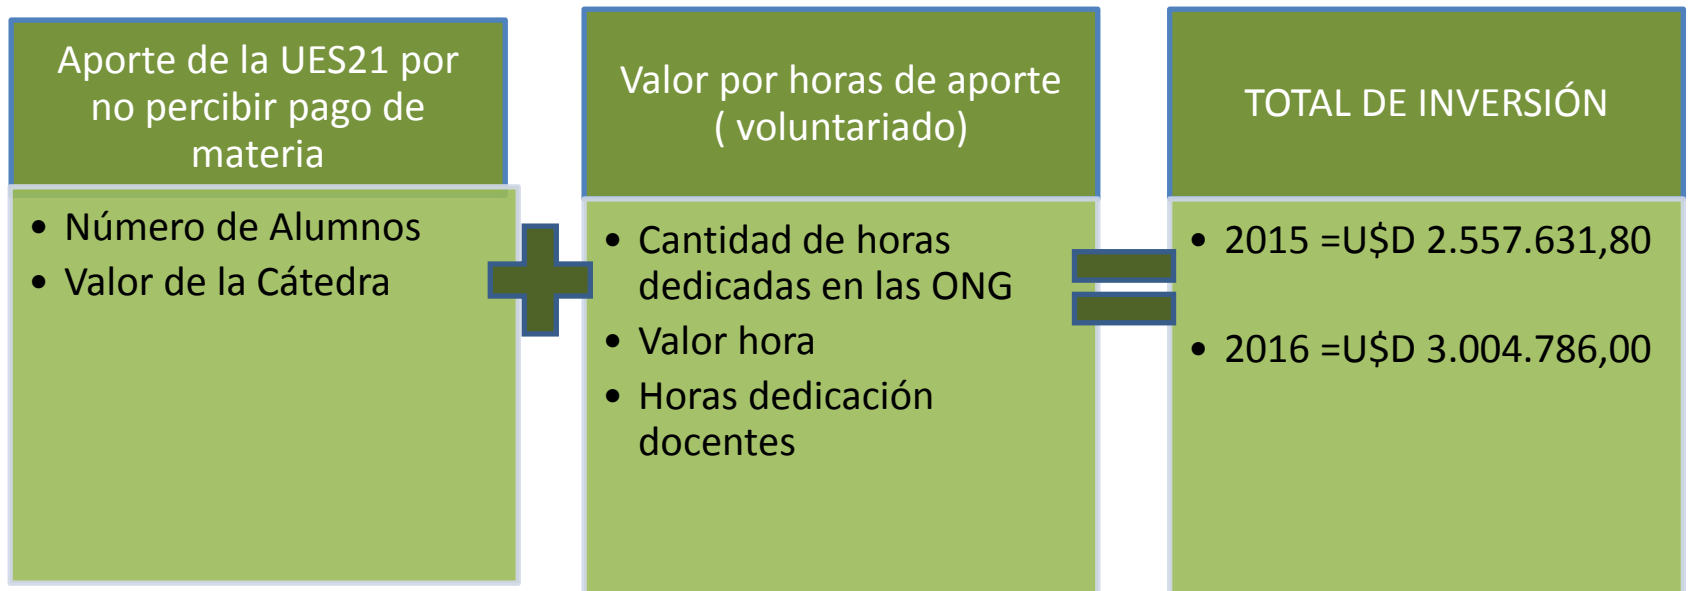 Aporte de la UES21 por
no percibir pago de
materia
• Número de Alumnos
• Valor de la Cátedra
Valor por horas de aporte
( voluntariado)
• Cantidad de horas
dedicadas en las ONG
• Valor hora
• Horas dedicación
docentes
TOTAL DE INVERSIÓN
• 2015 =U$D 2.557.631,80
• 2016 =U$D 3.004.786,00